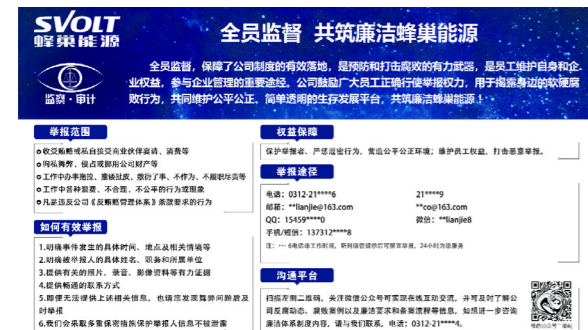 SVOLT
蜂巢能源
全员监督 共筑廉洁蜂巢能源
监察·审计
全员监督，保障了公司制度的有效落地，是预防和打击腐败的有力武器，是员工维护自身和企
业权益，参与企业管理的重要途经。公司鼓励广大员工正确行使举报权力，用于揭露身边的软硬腐
败行为，共同维护公平公正、简单透明的生存发展平台，共筑廉洁蜂巢能源！
举报范围
收受贿赂或私自接受商业伙伴宴请、消费等
徇私舞弊、侵占或挪用公司财产等
工作中办事拖拉、推诿扯皮、敷衍了事、不作为、不履职尽责等
工作中各种浪费、不合理、不公平的行为或现象
凡是违反公司《反贿赂管理体系》条款要求的行为
如何有效举报
1.明确事件发生的具体时间、地点及相关情境等
2.明确被举报人的具体姓名、职务和所属单位
3.提供有关的照片、录音、影像资料等有力证据
4.提供畅通的联系方式
5.即便无法提供上述相关信息，也请您发现舞弊问题后及
时举报
6.我们会采取多重保密措施保护举报人信息不被泄露
权益保障
保护举报者、严惩泄密行为，营造公平公正环境；维护员工权益，打击恶意举报。
举报途径
电话：0312-21****6 21****9
邮箱：**lianjie@163.com **co@163.com
QQ：15459****0 微信：**lianjie8
手机/短信：137312****8
沟通平台
扫描左侧二维码，关注微信公众号可实现在线互动交流，并可及时了解公
司反腐动态、腐败案例以及廉洁要求和备案流程等信息，如想进一步咨询
廉洁体系制度内容，请与我们联系，电话：0312-21****4。